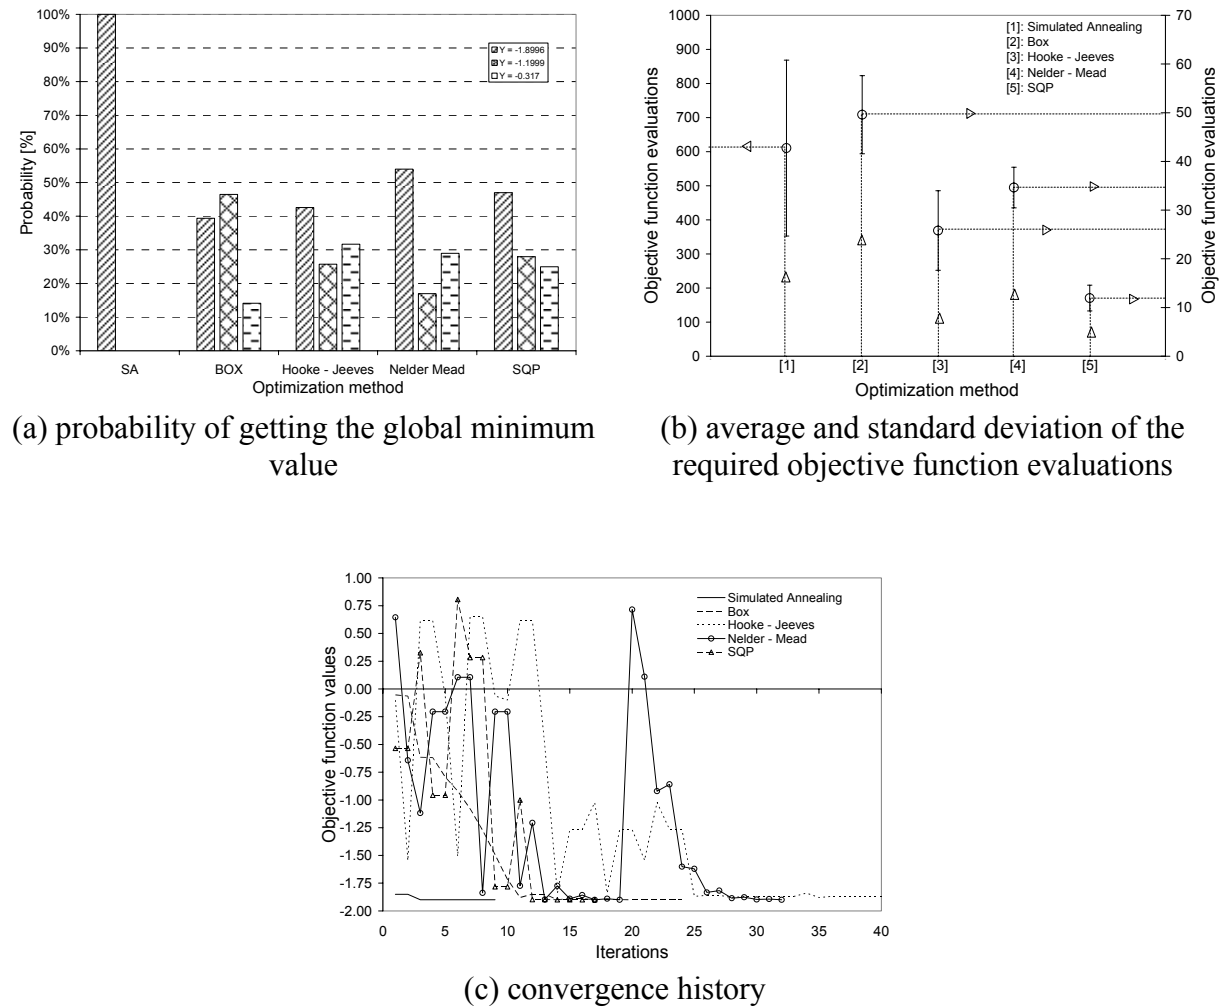 100%
90%
80%
70%
60%
50%
40%
30%
20%
10%
0%
Probability [%]
Y = -1.8996
Y = -1.1999
Y = -0.317
SA BOX Hooke - Jeeves Nelder Mead SQP
Optimization method
(a) probability of getting the global minimum
value
1000
900
800
700
600
500
400
300
200
100
0
Objective function evaluations
[1]: Simulated Annealing
[2]: Box
[3]: Hooke - Jeeves
[4]: Nelder - Mead
[5]: SQP
70
60
50
40
30
20
10
0
Objective function evaluations
[1] [2] [3] [4] [5]
Optimization method
(b) average and standard deviation of the
required objective function evaluations
1.00
0.75
0.50
0.25
0.00
-0.25
-0.50
-0.75
-1.00
-1.25
-1.50
-1.75
-2.00
Objective function values
Simulated Annealing
Box
Hooke - Jeeves
Nelder - Mead
SQP
0 5 10 15 20 25 30 35 40
Iterations
(c) convergence history